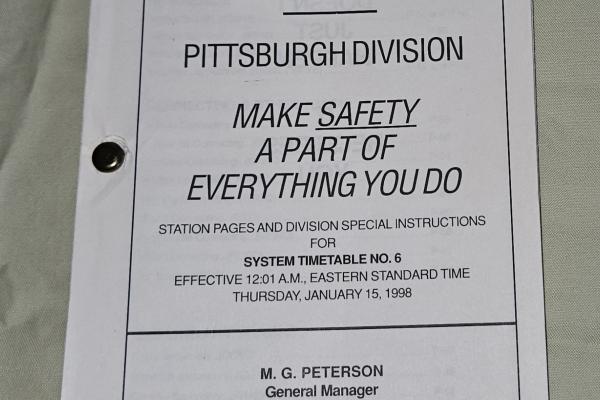 PITTSBURGH DIVISION
MAKE SAFETY
A PART OF
EVERYTHING YOU DO
STATION PAGES AND DIVISION SPECIAL INSTRUCTIONS
FOR
SYSTEM TIMETABLE NO. 6
EFFECTIVE 12:01 A.M., EASTERN STANDARD TIME
THURSDAY, JANUARY 15, 1998
M. G. PETERSON
General Manager